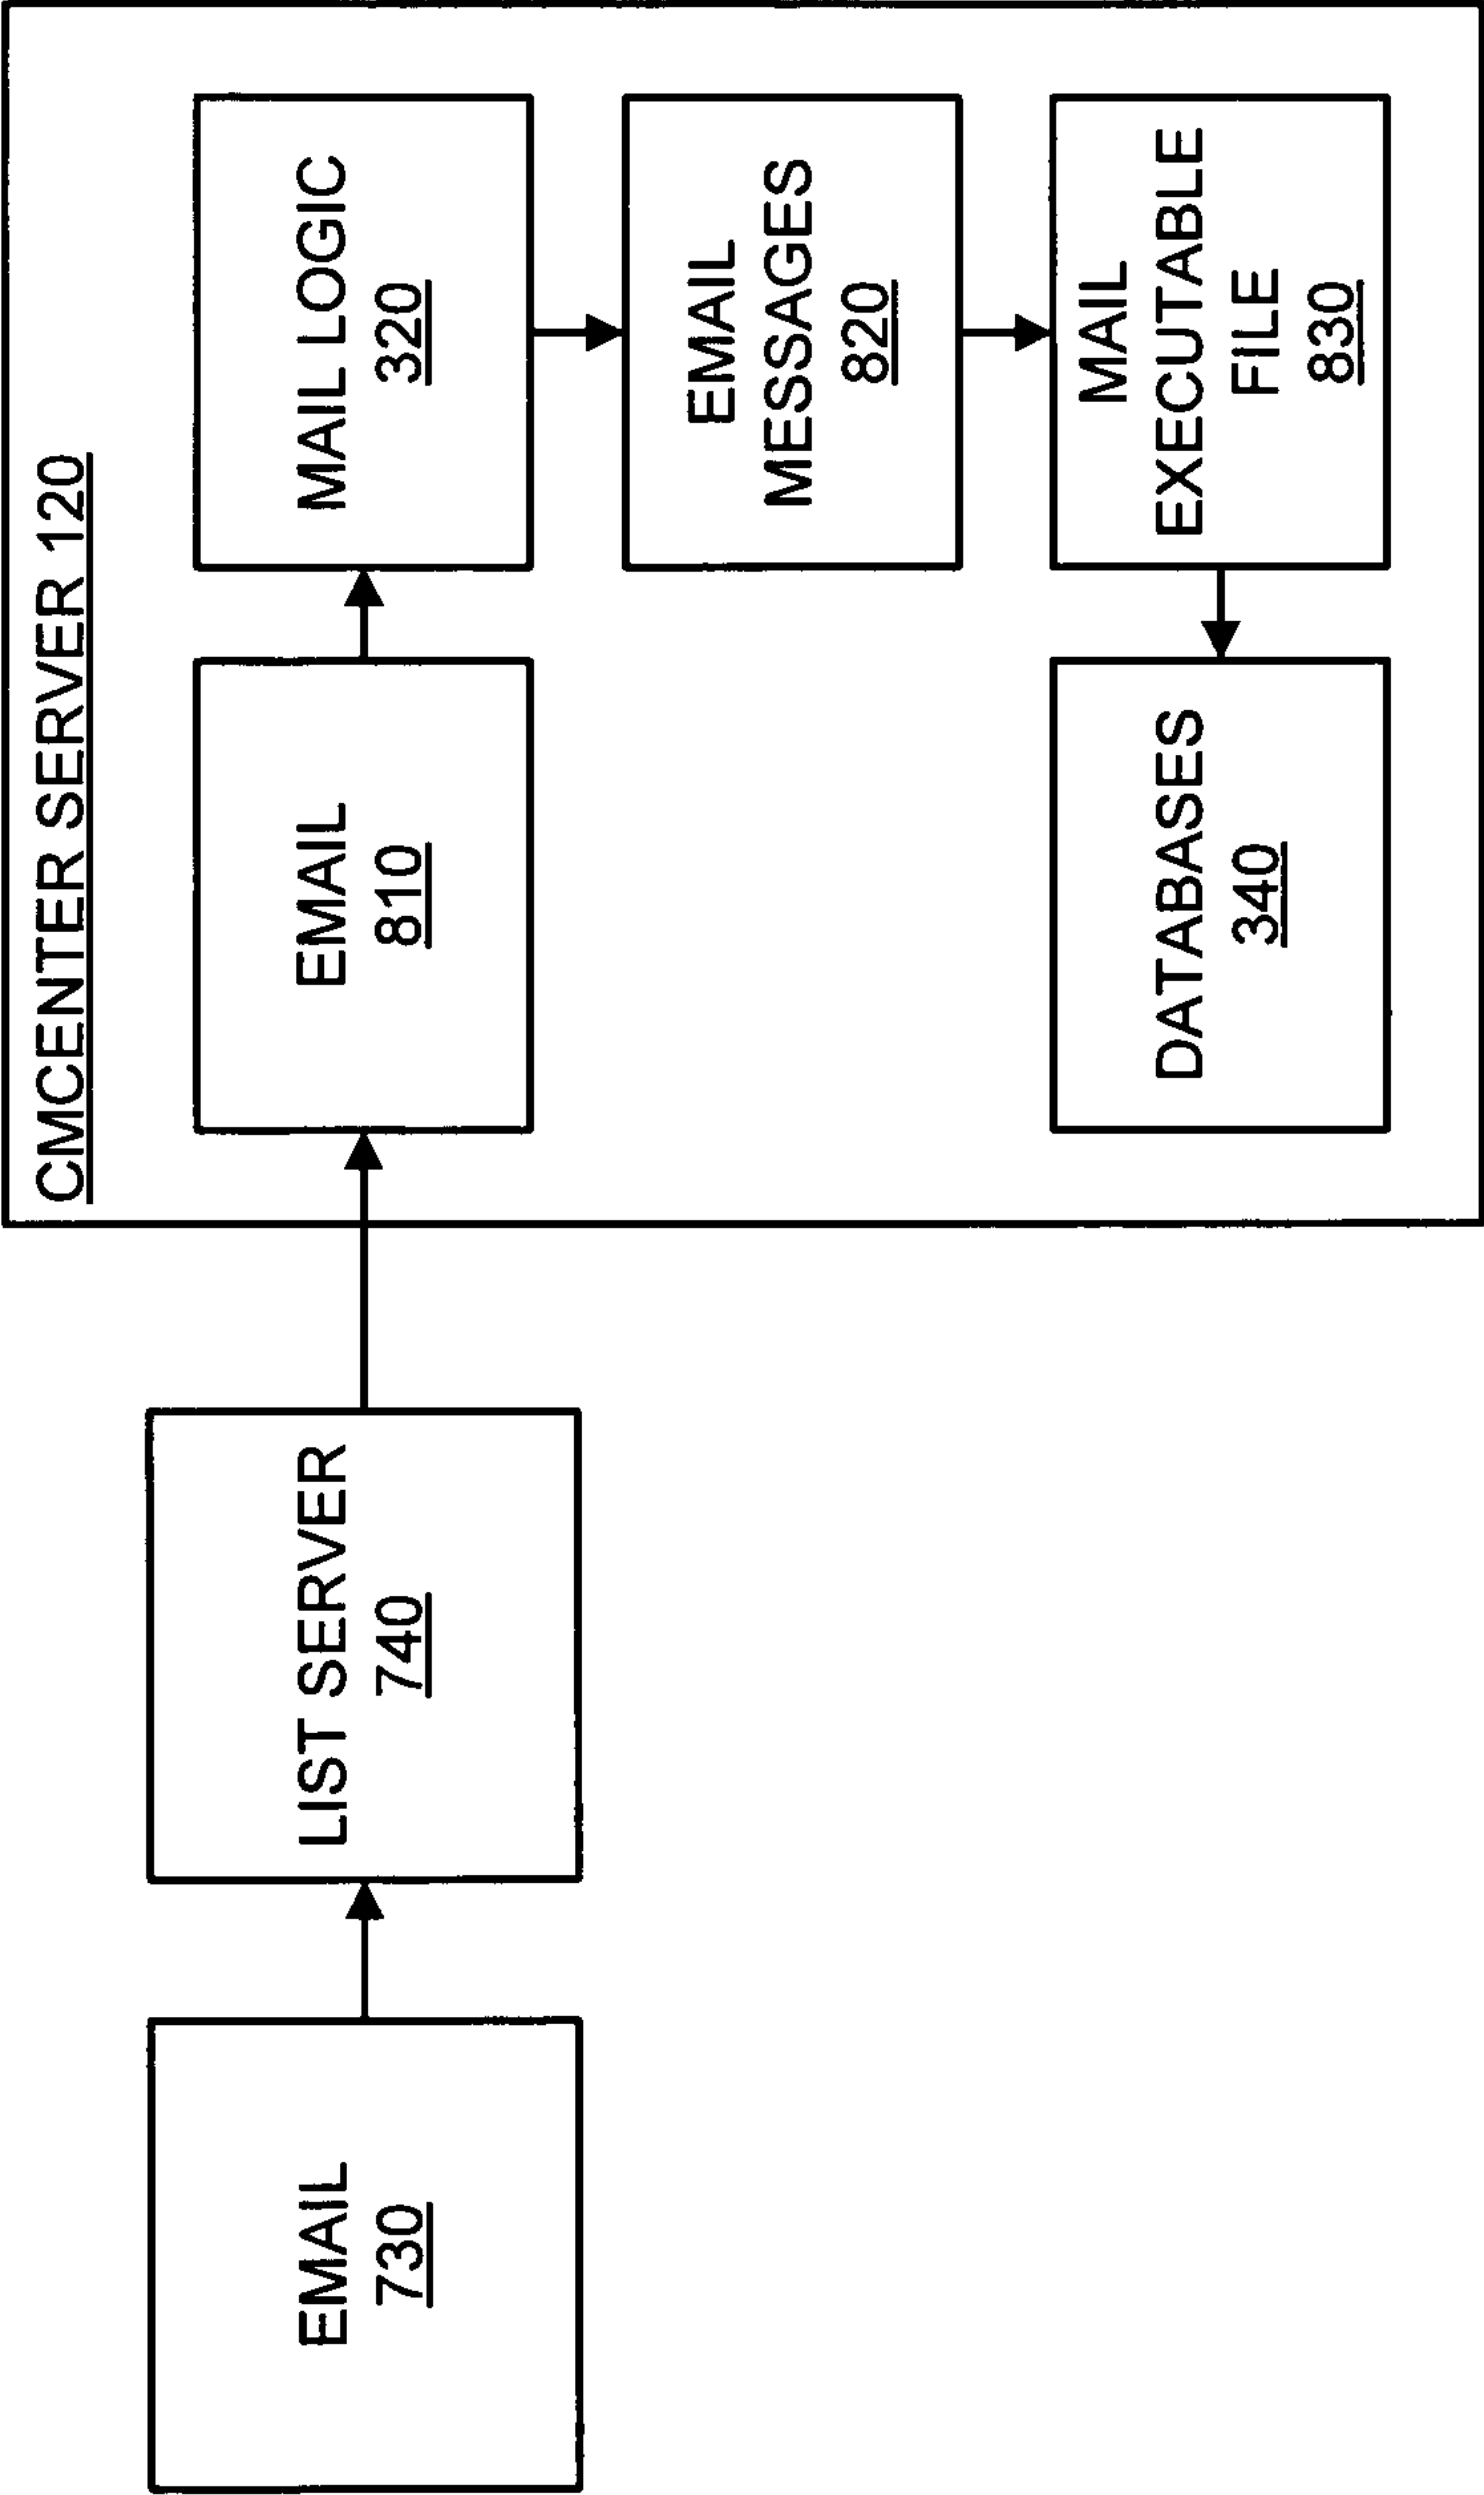 CMCENTER SERVER 120
EMAIL
730
LIST SERVER
740
EMAIL
810
MAIL LOGIC
320
EMAIL
MESSAGES
820
MAIL
EXECUTABLE
FILE
830
DATABASES
340